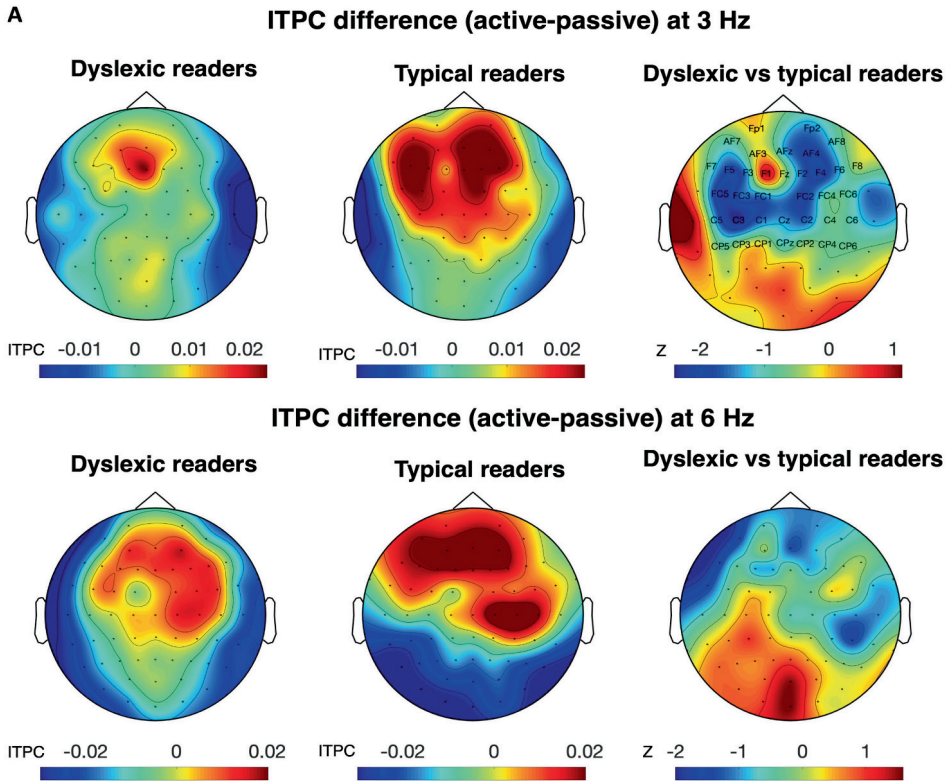 A
ITPC difference (active-passive) at 3 Hz
Dyslexic readers
Typical readers
Dyslexic vs typical readers
Fp1 Fp2
AF7 AF8
AF3 AFz AF4
F7 F5 F3 F1 Fz F2 F4 F6 F8
FC5 FC3 FC1 FC2 FC4 FC6
C5 C3 C1 Cz C2 C4 C6
CP5 CP3 CP1 CPz CP2 CP4 CP6
ITPC -0.01 0 0.01 0.02
ITPC -0.01 0 0.01 0.02
Z -2 -1 0 1
ITPC difference (active-passive) at 6 Hz
Dyslexic readers
Typical readers
Dyslexic vs typical readers
ITPC -0.02 0 0.02
ITPC -0.02 0 0.02
Z -2 -1 0 1